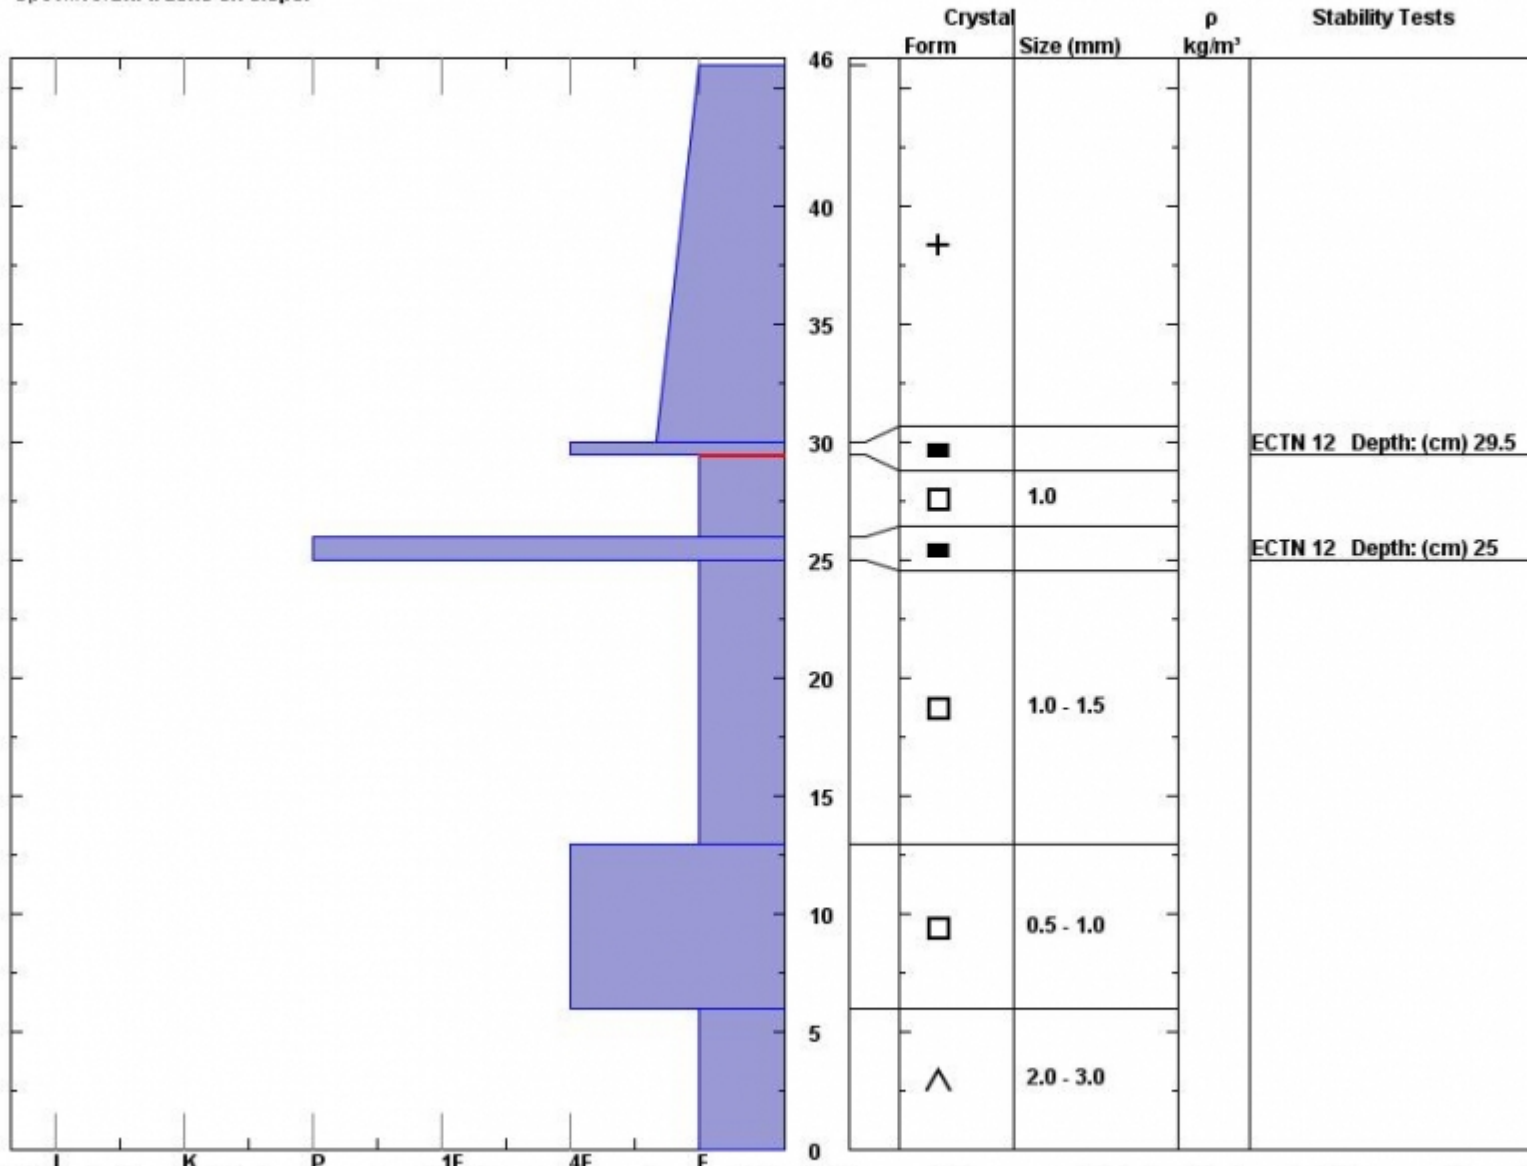 Crystal ρ Stability Tests
Form Size (mm) kg/m³
46
40
35
30 ECTN 12 Depth: (cm) 29.5
1.0
25 ECTN 12 Depth: (cm) 25
20
1.0 - 1.5
15
10 0.5 - 1.0
5
2.0 - 3.0
0
I K P 1F 4F F